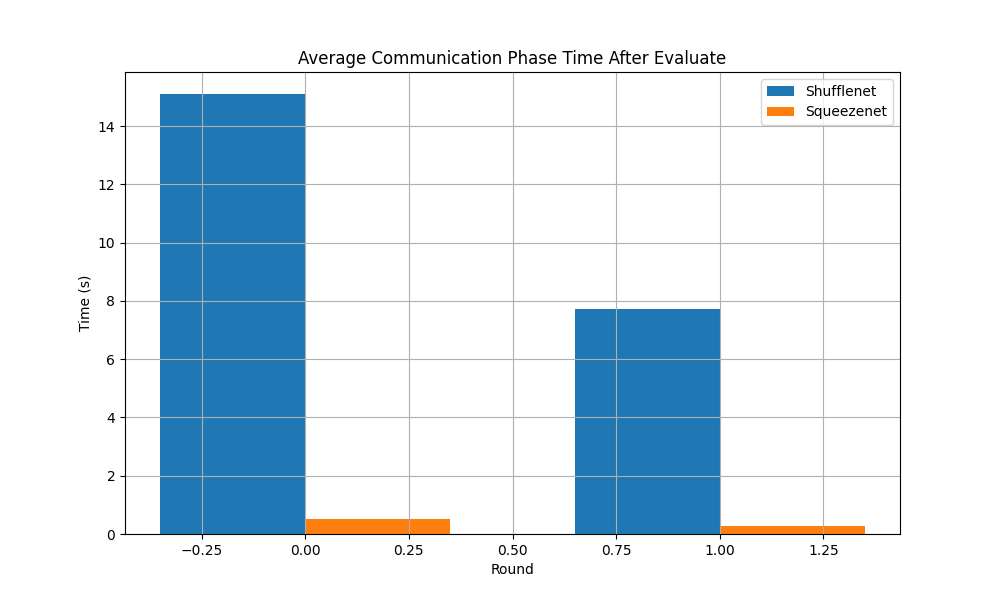 Average Communication Phase Time After Evaluate
Shufflenet
Squeezenet
Time (s)
14
12
10
8
6
4
2
0
−0.25 0.00 0.25 0.50 0.75 1.00 1.25
Round